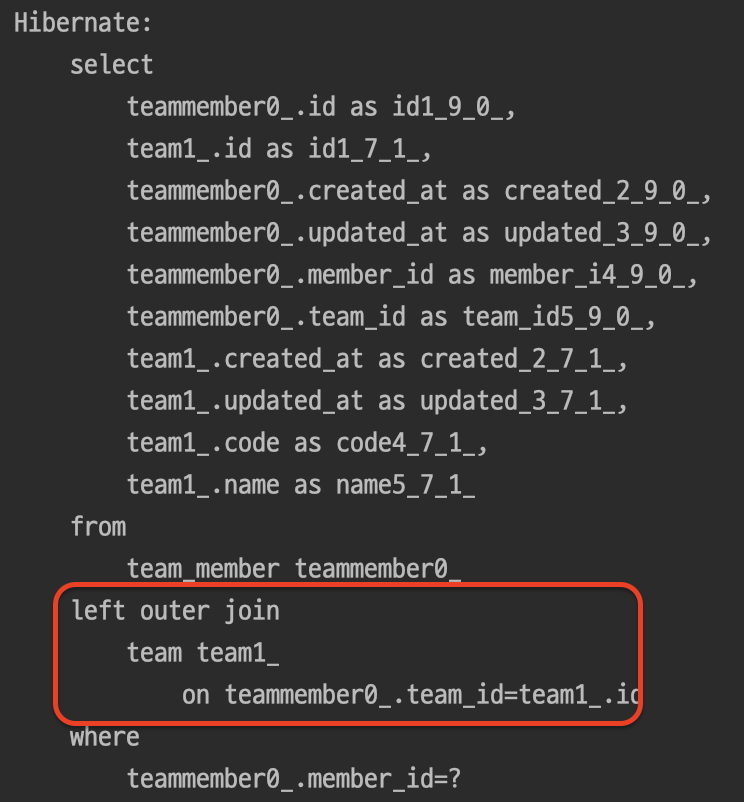 Hibernate:
select
teammember0_.id as id1_9_0_,
team1_.id as id1_7_1_,
teammember0_.created_at as created_2_9_0_,
teammember0_.updated_at as updated_3_9_0_,
teammember0_.member_id as member_i4_9_0_,
teammember0_.team_id as team_id5_9_0_,
team1_.created_at as created_2_7_1_,
team1_.updated_at as updated_3_7_1_,
team1_.code as code4_7_1_,
team1_.name as name5_7_1_
from
team_member teammember0_
left outer join
team team1_
on teammember0_.team_id=team1_.id
where
teammember0_.member_id=?